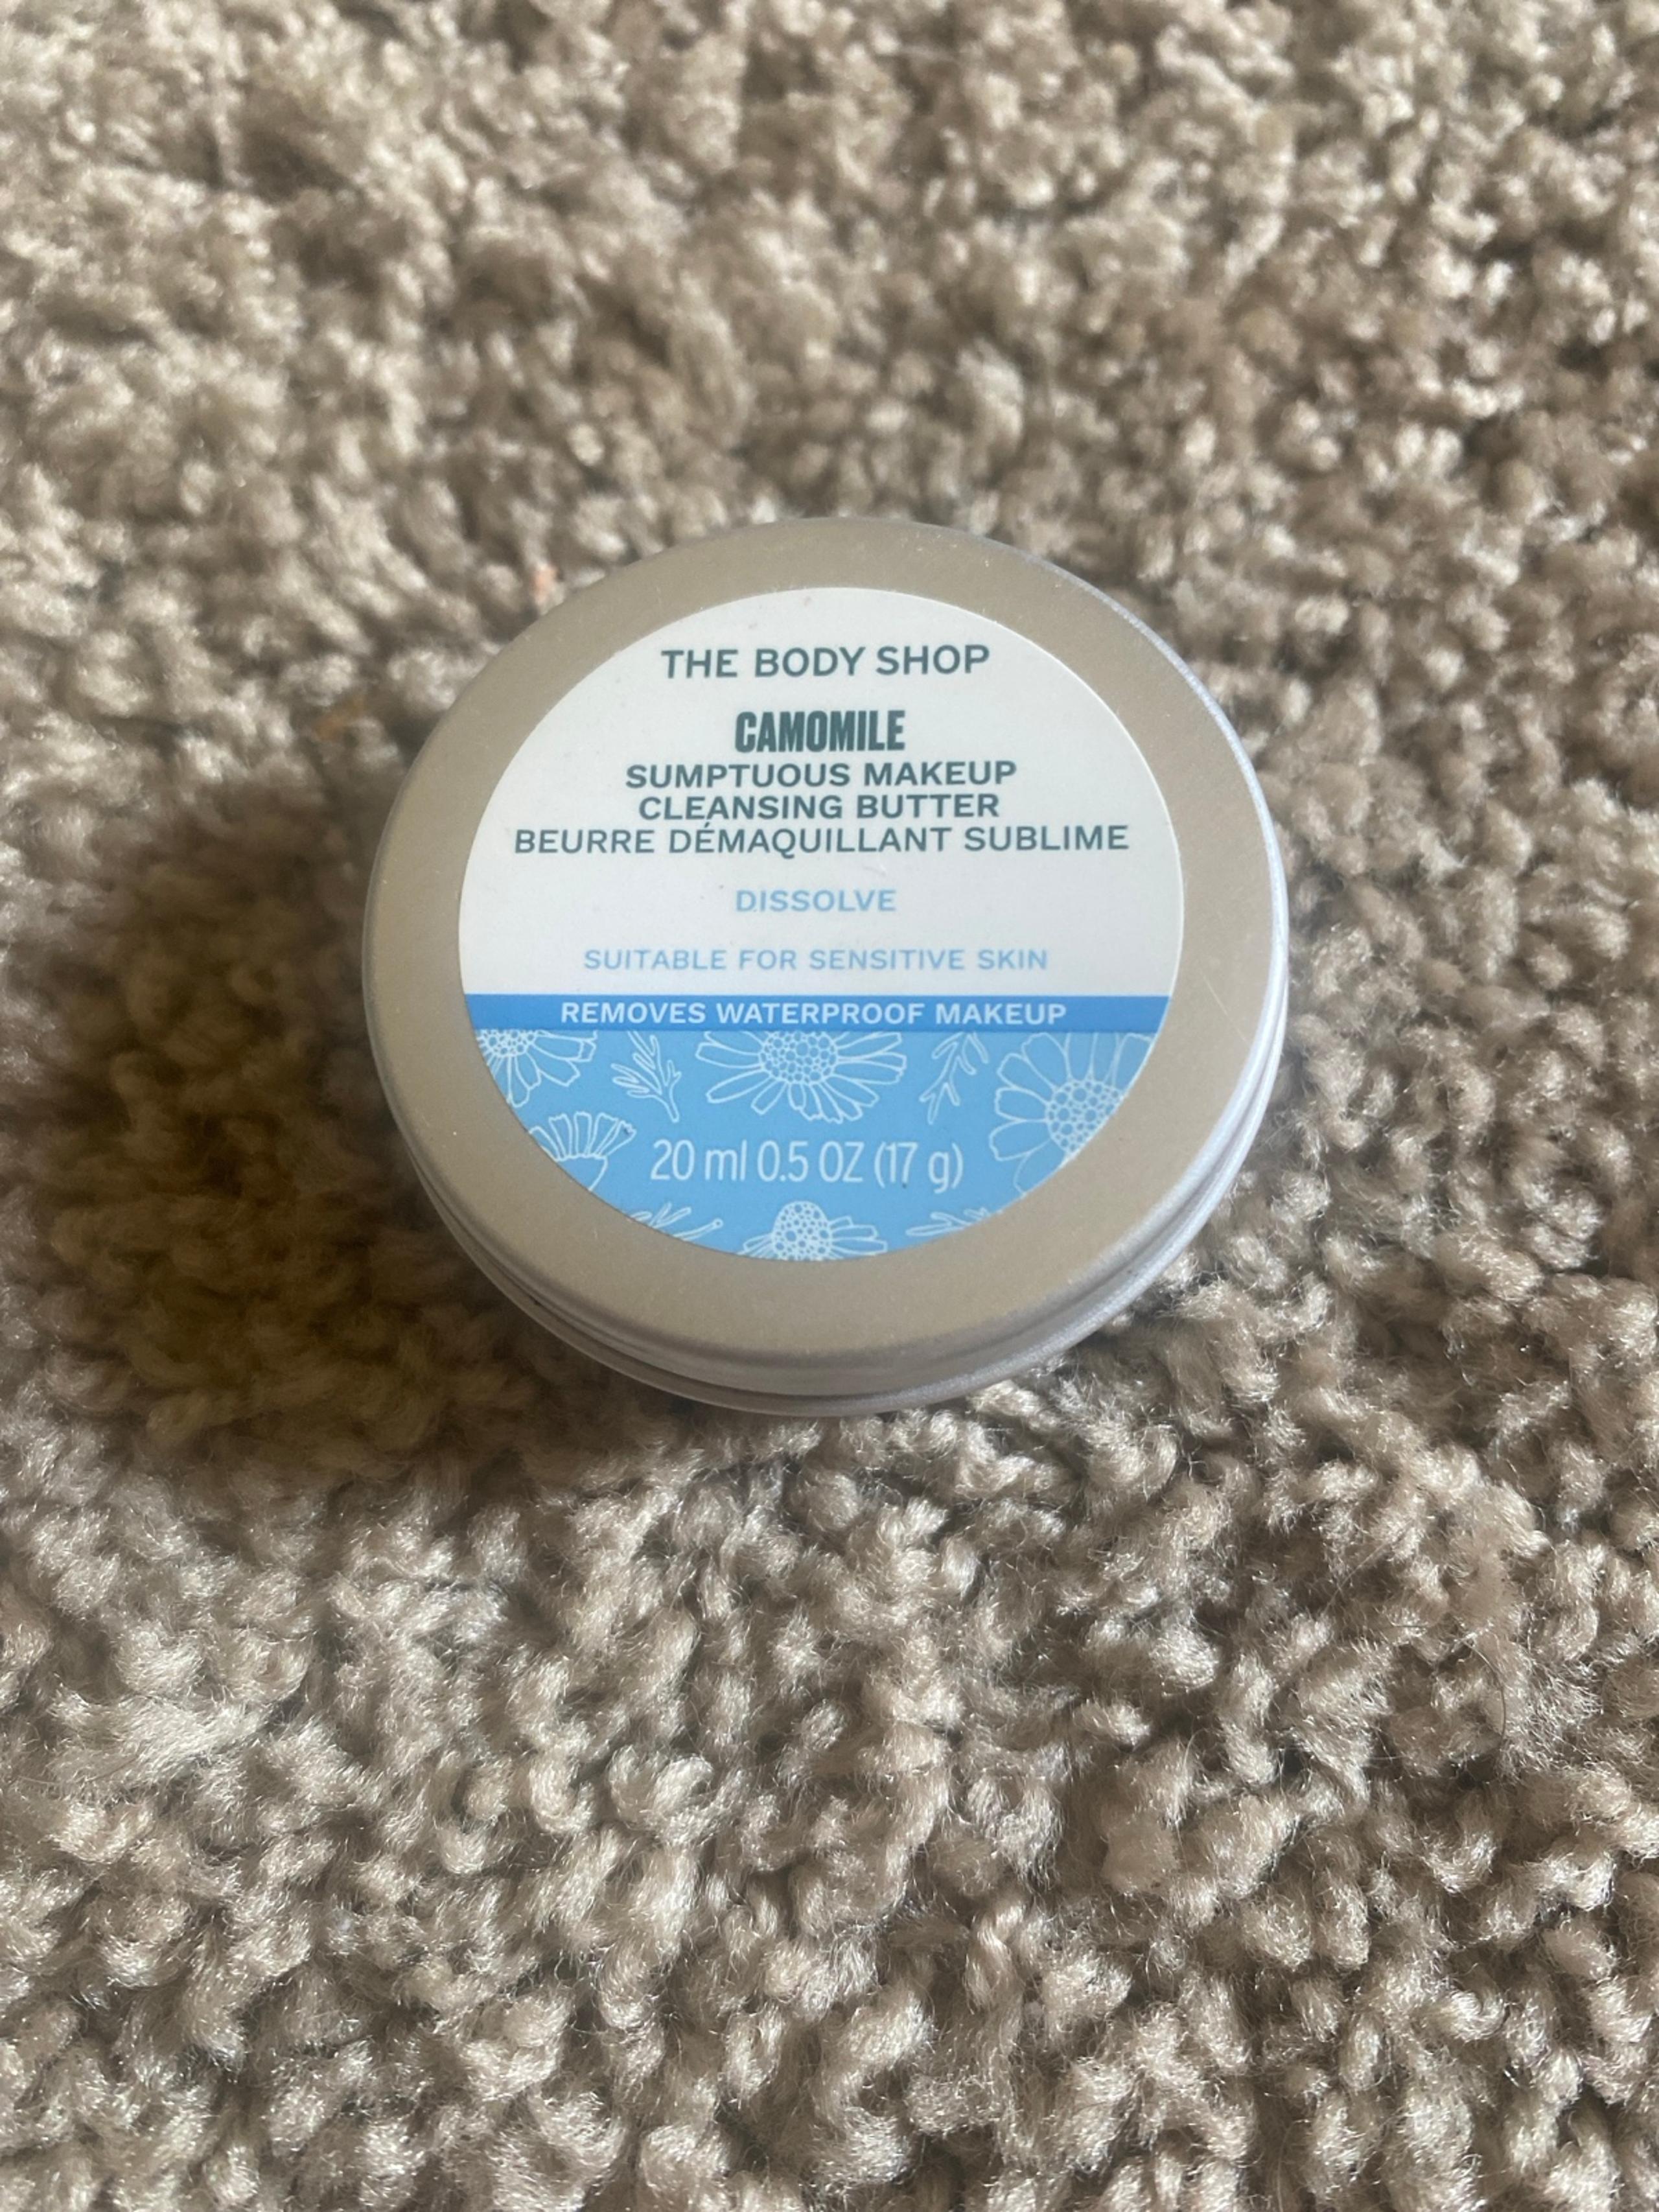 THE BODY SHOP
CAMOMILE
SUMPTUOUS MAKEUP
CLEANSING BUTTER
BEURRE DÉMAQUILLANT SUBLIME
DISSOLVE
SUITABLE FOR SENSITIVE SKIN
REMOVES WATERPROOF MAKEUP
20 ml 0.5 OZ (17 g)